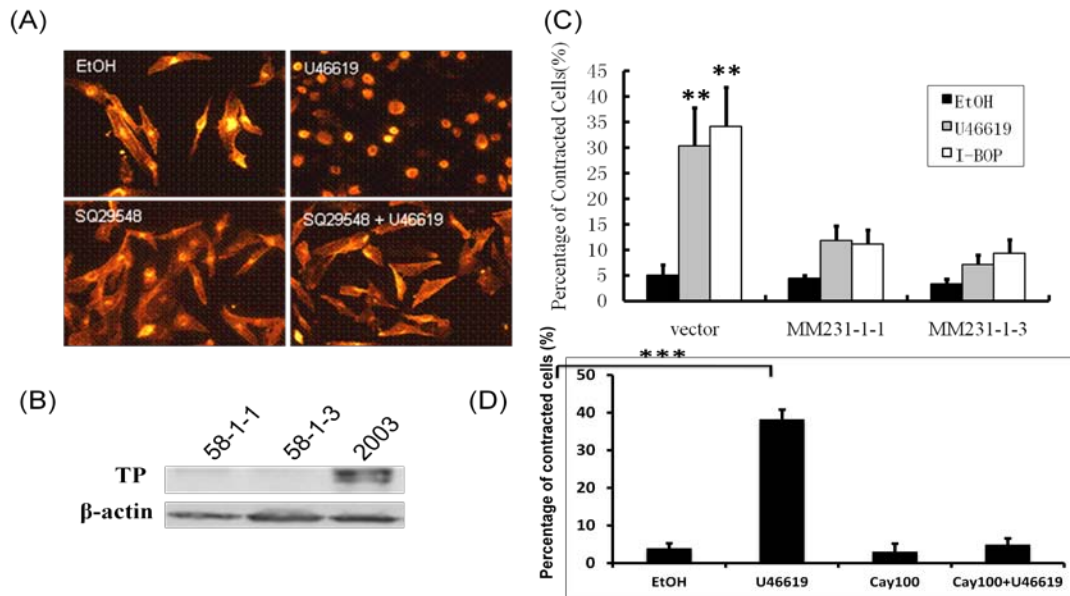 (A)
EtOH
U46619
SQ29548
SQ29548 + U46619
(B)
58-1-1
58-1-3
2003
TP
β-actin
(C)
Percentage of Contracted Cells(%)
45
40
35
30
25
20
15
10
5
0
** **
EtOH
U46619
I-BOP
vector MM231-1-1 MM231-1-3
(D)
Percentage of contracted cells (%)
***
50
40
30
20
10
0
EtOH U46619 Cay100 Cay100+U46619